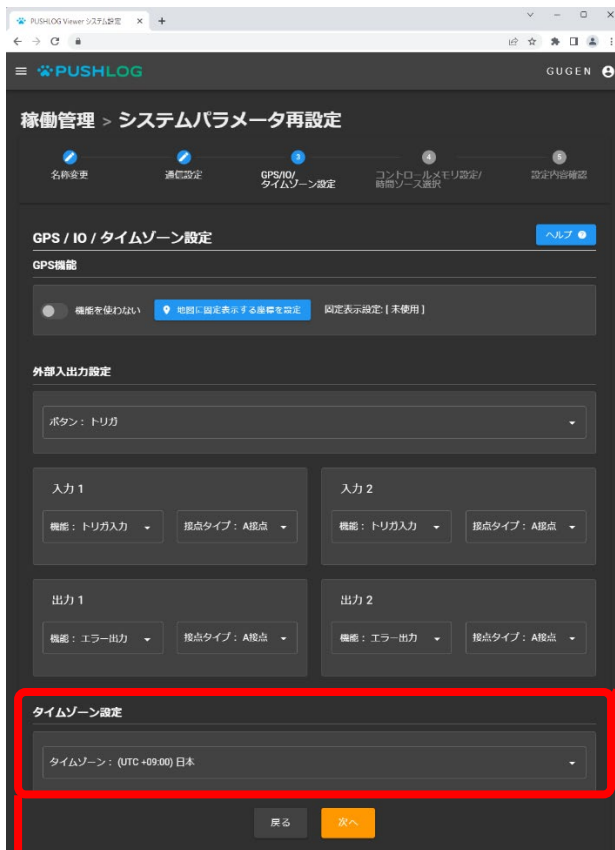 PUSHLOG Viewer システム設定
PUSHLOG
GUGEN
稼働管理 > システムパラメータ再設定
名称変更
通信設定
3
GPS/IO/
タイムゾーン設定
4
コントロールメモリ設定/
時間ソース選択
5
設定内容確認
GPS / IO / タイムゾーン設定
ヘルプ ?
GPS機能
機能を使わない
地図に固定表示する座標を設定
固定表示設定: [ 未使用 ]
外部入出力設定
ボタン： トリガ
入力 1
機能： トリガ入力
接点タイプ： A接点
入力 2
機能： トリガ入力
接点タイプ： A接点
出力 1
機能： エラー出力
接点タイプ： A接点
出力 2
機能： エラー出力
接点タイプ： A接点
タイムゾーン設定
タイムゾーン： (UTC +09:00) 日本
戻る
次へ